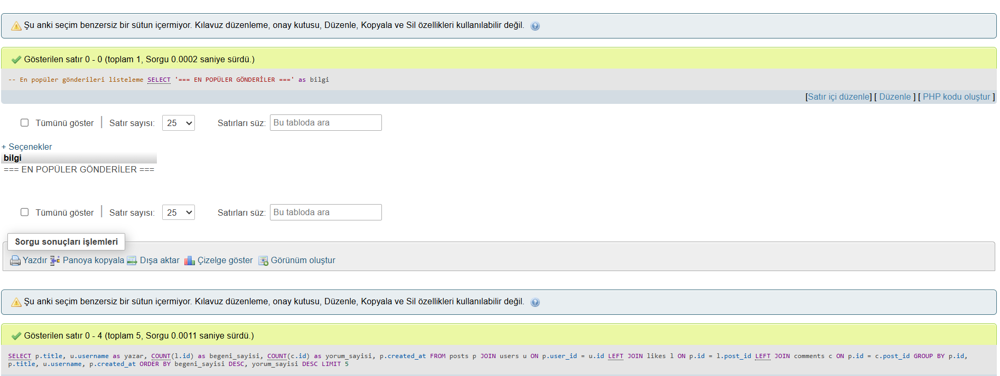 Şu anki seçim benzersiz bir sütun içermiyor. Kılavuz düzenleme, onay kutusu, Düzenle, Kopyala ve Sil özellikleri kullanılabilir değil.
Gösterilen satır 0 - 0 (toplam 1, Sorgu 0.0002 saniye sürdü.)
-- En popüler gönderileri listeleme SELECT '=== EN POPÜLER GÖNDERİLER ===' as bilgi
[Satır içi düzenle] [ Düzenle ] [ PHP kodu oluştur ]
Tümünü göster | Satır sayısı: 25 Satırları süz: Bu tabloda ara
+ Seçenekler
bilgi
=== EN POPÜLER GÖNDERİLER ===
Tümünü göster | Satır sayısı: 25 Satırları süz: Bu tabloda ara
Sorgu sonuçları işlemleri
Yazdır Panoya kopyala Dışa aktar Çizelge göster Görünüm oluştur
Şu anki seçim benzersiz bir sütun içermiyor. Kılavuz düzenleme, onay kutusu, Düzenle, Kopyala ve Sil özellikleri kullanılabilir değil.
Gösterilen satır 0 - 4 (toplam 5, Sorgu 0.0011 saniye sürdü.)
SELECT p.title, u.username as yazar, COUNT(l.id) as begeni_sayisi, COUNT(c.id) as yorum_sayisi, p.created_at FROM posts p JOIN users u ON p.user_id = u.id LEFT JOIN likes l ON p.id = l.post_id LEFT JOIN comments c ON p.id = c.post_id GROUP BY p.id,
p.title, u.username, p.created_at ORDER BY begeni_sayisi DESC, yorum_sayisi DESC LIMIT 5